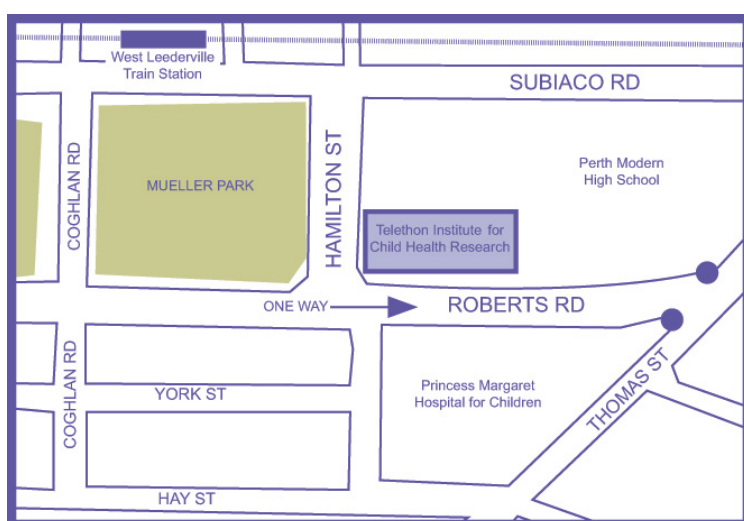 West Leederville
Train Station
SUBIACO RD
COGHLAN RD
MUELLER PARK
HAMILTON ST
Perth Modern
High School
Telethon Institute for
Child Health Research
ONE WAY
ROBERTS RD
COGHLAN RD
YORK ST
Princess Margaret
Hospital for Children
THOMAS ST
HAY ST